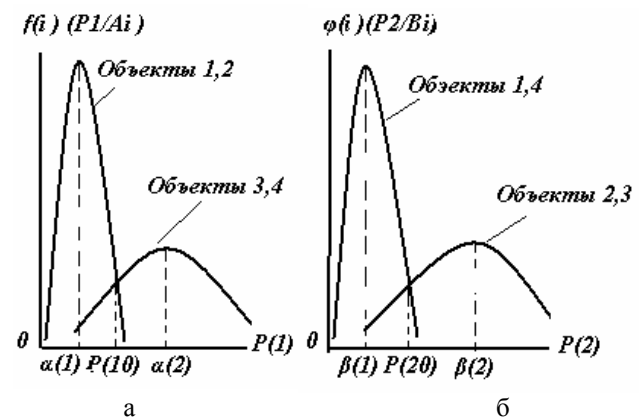 f(i ) (P1/Ai )
Объекты 1,2
Объекты 3,4
0
P(1)
α(1) P(10) α(2)
а
φ(i )(P2/Bi)
Объекты 1,4
Объекты 2,3
0
P(2)
β(1) P(20) β(2)
б